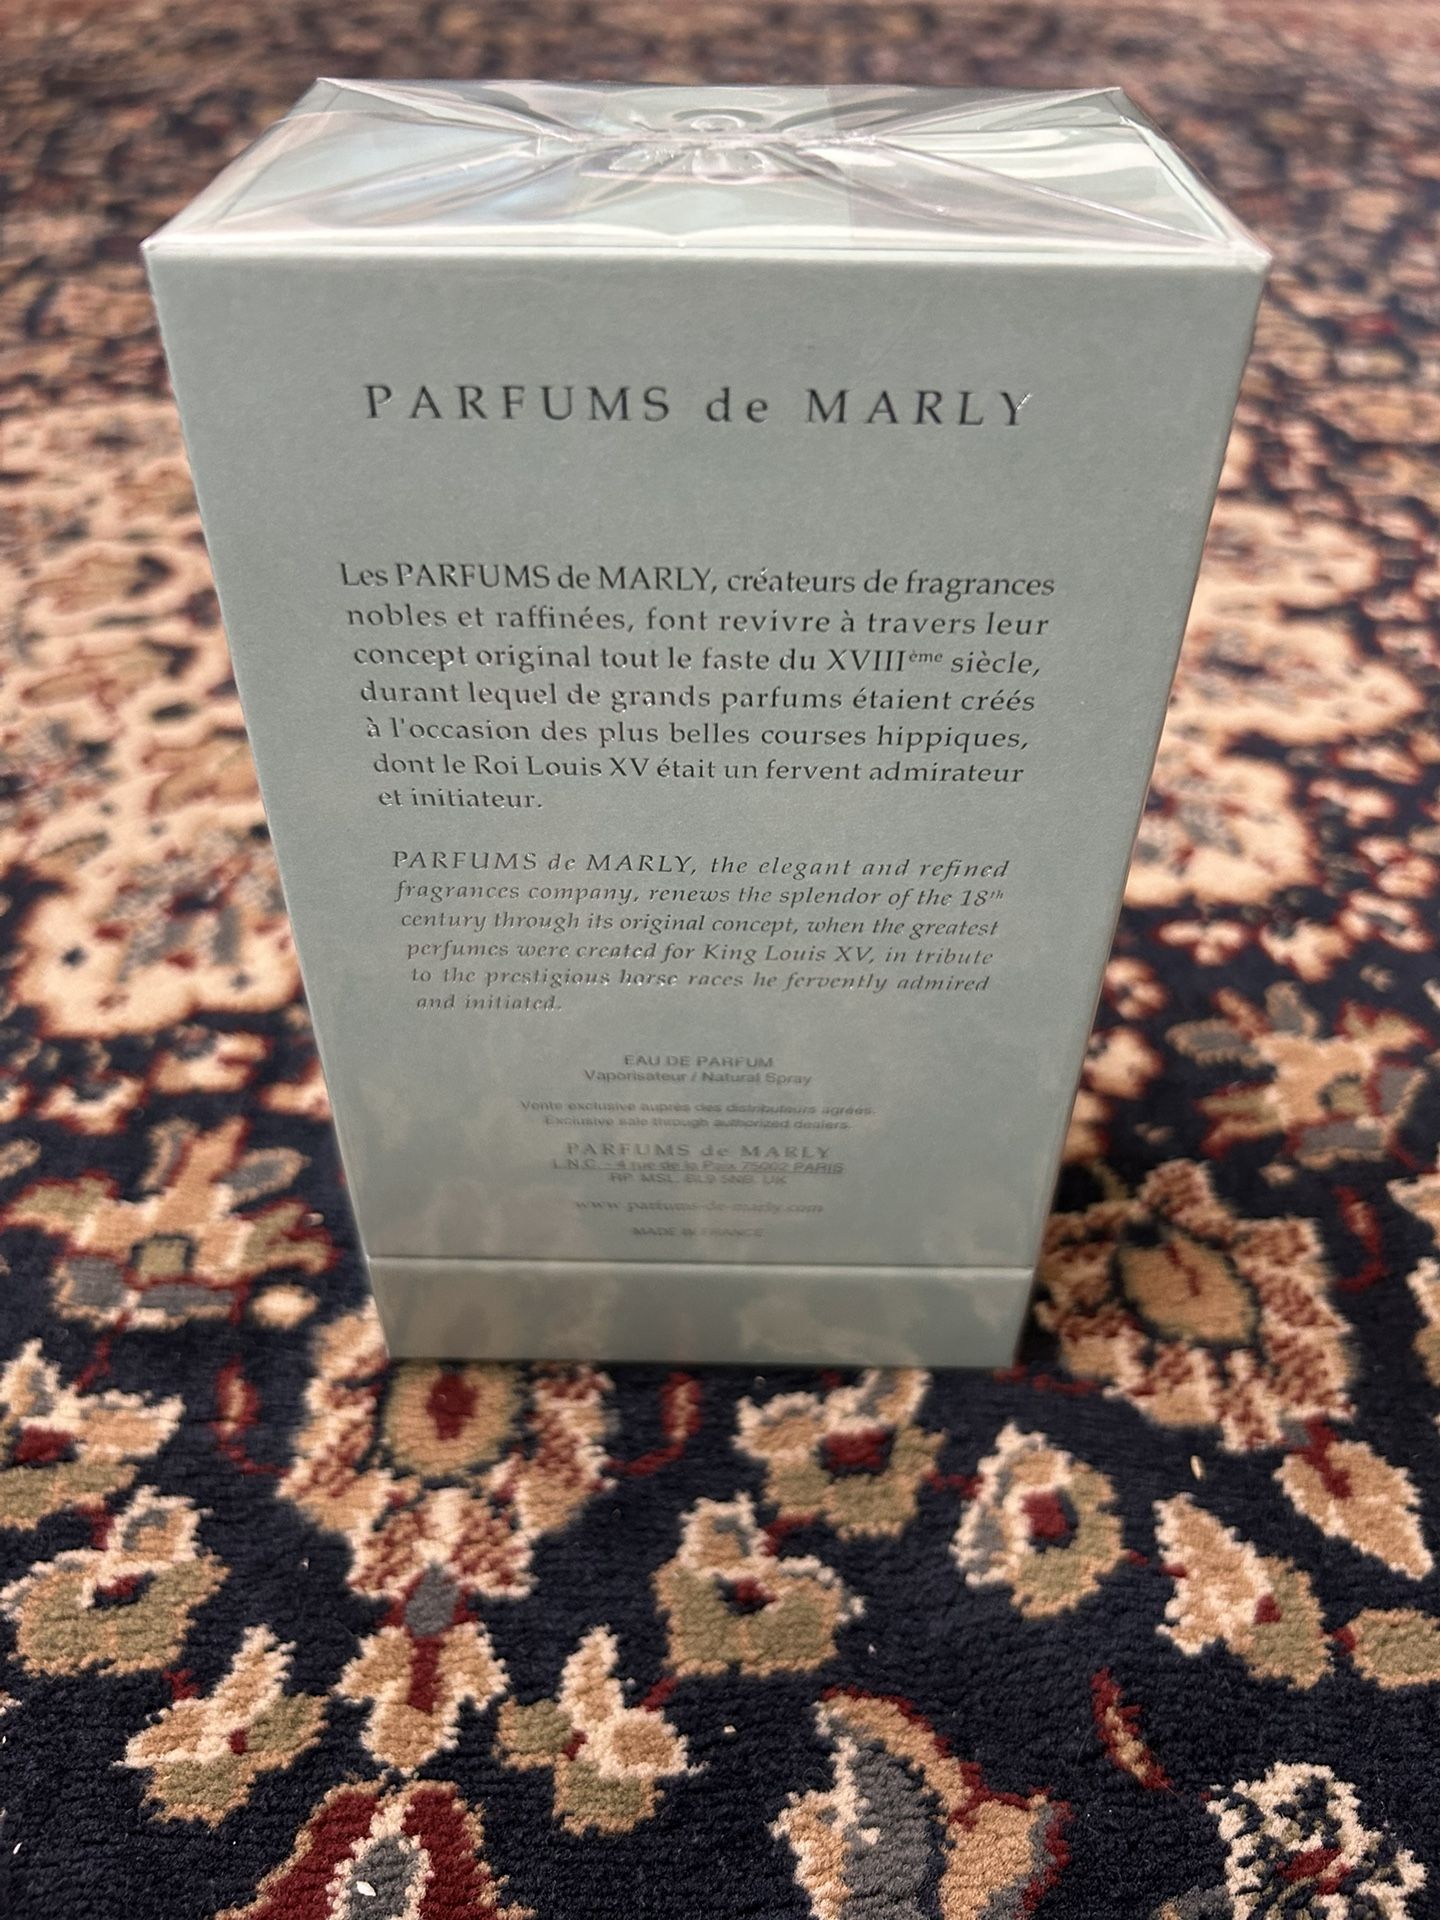 PARFUMS de MARLY
Les PARFUMS de MARLY, créateurs de fragrances
nobles et raffinées, font revivre à travers leur
concept original tout le faste du XVIIIème siècle,
durant lequel de grands parfums étaient créés
à l'occasion des plus belles courses hippiques,
dont le Roi Louis XV était un fervent admirateur
et initiateur.
PARFUMS de MARLY, the elegant and refined
fragrances company, renews the splendor of the 18th
century through its original concept, when the greatest
perfumes were created for King Louis XV, in tribute
to the prestigious horse races he fervently admired
and initiated.
EAU DE PARFUM
Vaporisateur / Natural Spray
Vente exclusive auprès des distributeurs agréés.
Exclusive sale through authorized dealers.
PARFUMS de MARLY
L.N.C. - 4 rue de la Paix 75002 PARIS
RP. MSL. BL9 5NB. UK
www.parfums-de-marly.com
MADE IN FRANCE